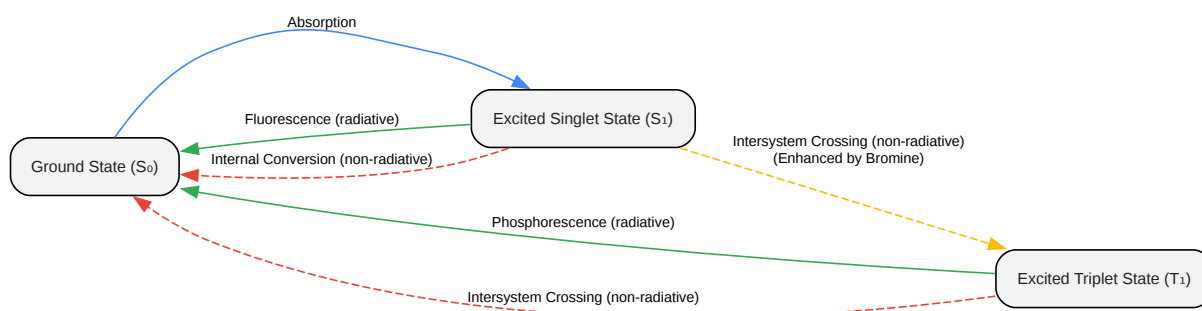 Absorption
Fluorescence (radiative)
Excited Singlet State (S₁)
Internal Conversion (non-radiative)
Ground State (S₀)
Intersystem Crossing (non-radiative)
(Enhanced by Bromine)
Phosphorescence (radiative)
Excited Triplet State (T₁)
Intersystem Crossing (non-radiative)